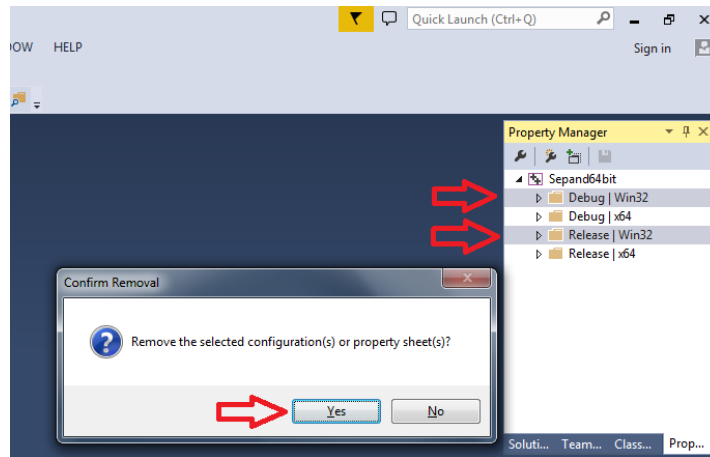 Quick Launch (Ctrl+Q)
OW HELP
Sign in
Property Manager
Sepand64bit
Debug | Win32
Debug | x64
Release | Win32
Release | x64
Confirm Removal
Remove the selected configuration(s) or property sheet(s)?
Yes No
Soluti... Team... Class... Prop...